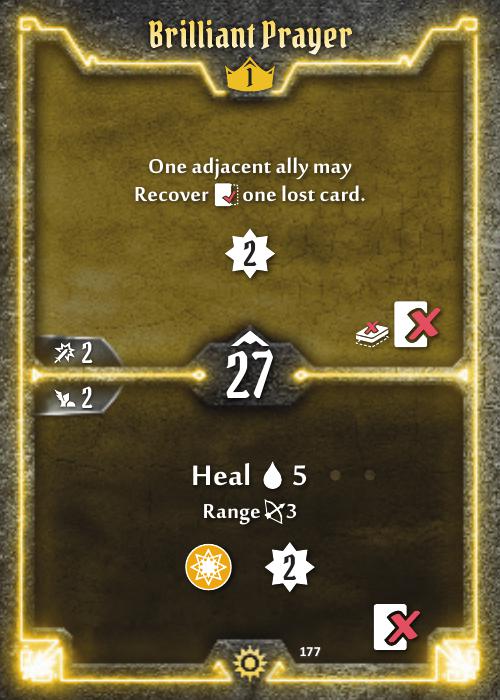 Brilliant Prayer
1
One adjacent ally may
Recover one lost card.
2
2
27
2
Heal 5
Range 3
2
177